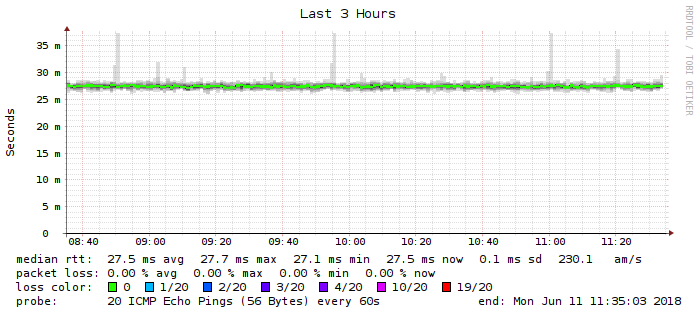 Last 3 Hours
RRDTOOL / TOBI OETIKER
Seconds
35 m
30 m
25 m
20 m
15 m
10 m
5 m
0
08:40 09:00 09:20 09:40 10:00 10:20 10:40 11:00 11:20
median rtt: 27.5 ms avg 27.7 ms max 27.1 ms min 27.5 ms now 0.1 ms sd 230.1 am/s
packet loss: 0.00 % avg 0.00 % max 0.00 % min 0.00 % now
loss color: 0 1/20 2/20 3/20 4/20 10/20 19/20
probe: 20 ICMP Echo Pings (56 Bytes) every 60s end: Mon Jun 11 11:35:03 2018